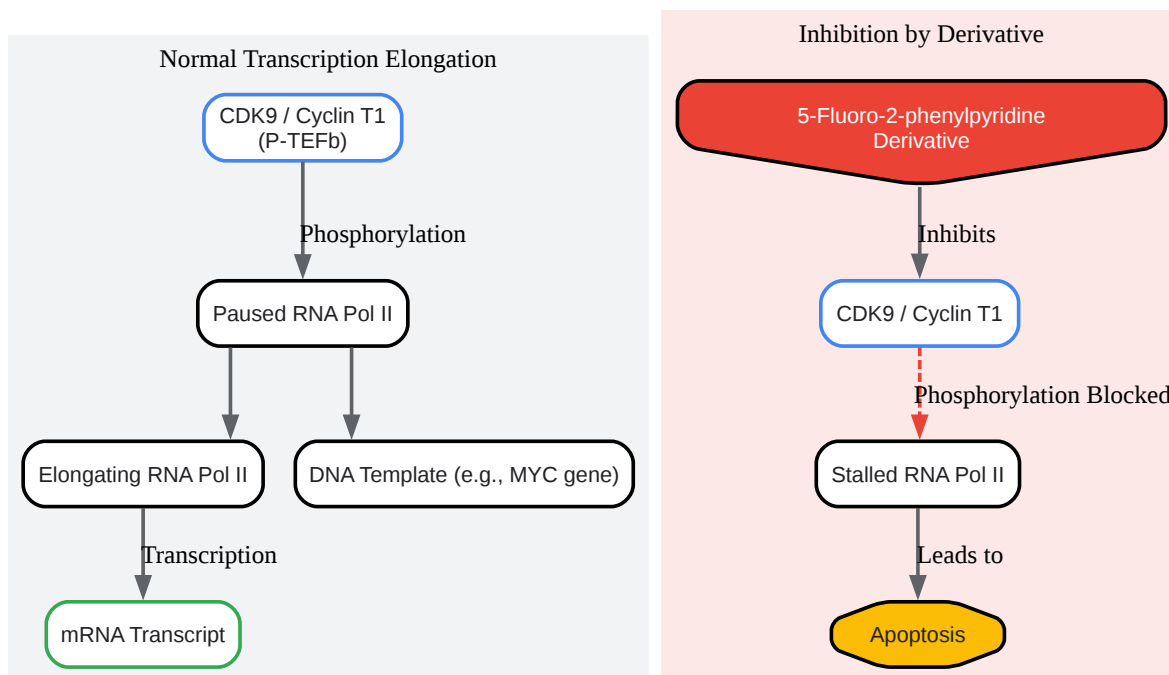 Normal Transcription Elongation
CDK9 / Cyclin T1
(P-TEFb)
Phosphorylation
Paused RNA Pol II
Elongating RNA Pol II
DNA Template (e.g., MYC gene)
Transcription
mRNA Transcript
Inhibition by Derivative
5-Fluoro-2-phenylpyridine
Derivative
Inhibits
CDK9 / Cyclin T1
Phosphorylation Blocked
Stalled RNA Pol II
Leads to
Apoptosis